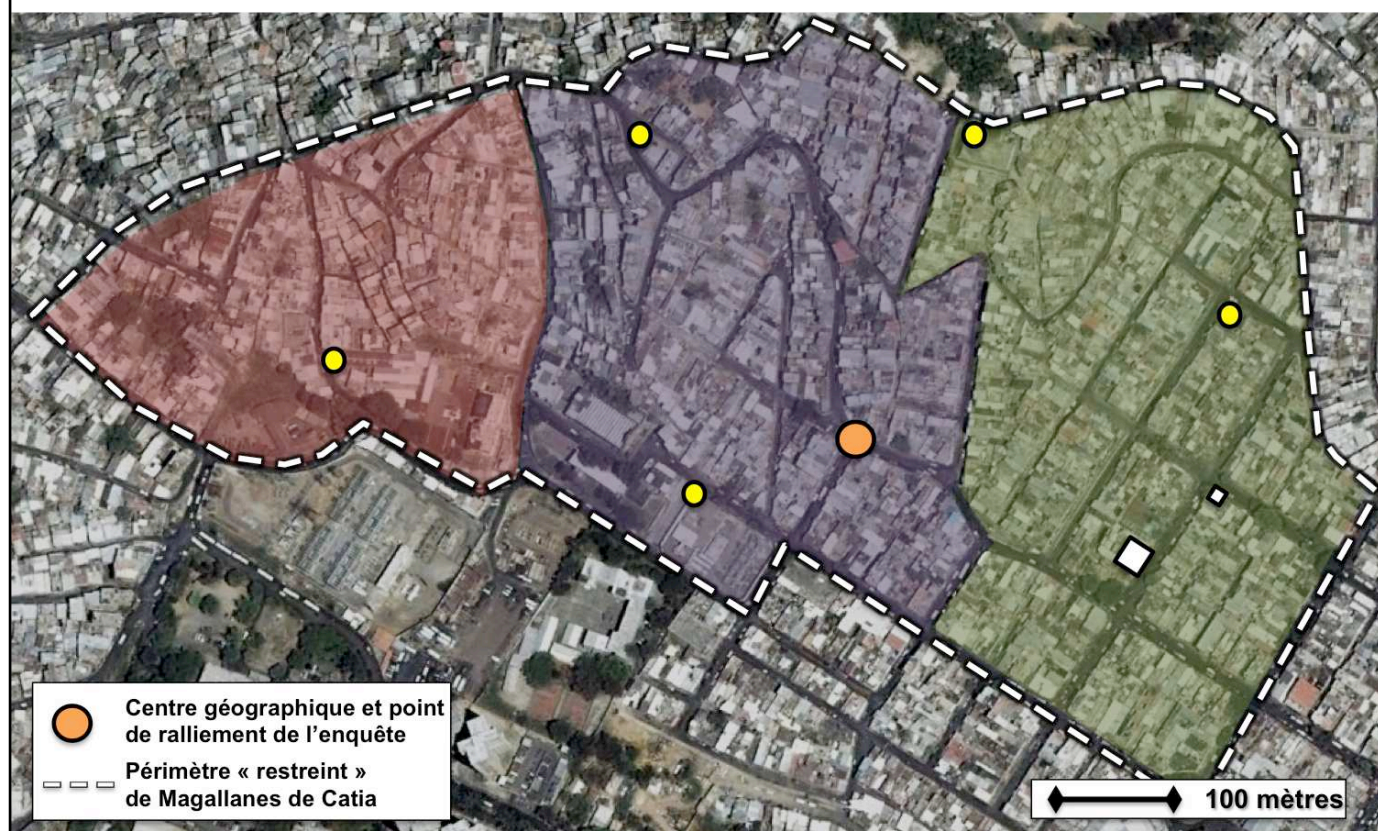 Centre géographique et point
de ralliement de l’enquête
Périmètre « restreint »
de Magallanes de Catia
100 mètres